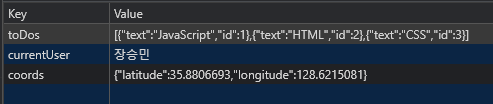 Key Value
toDos [{"text":"JavaScript","id":1},{"text":"HTML","id":2},{"text":"CSS","id":3}]
currentUser 장승민
coords {"latitude":35.8806693,"longitude":128.6215081}